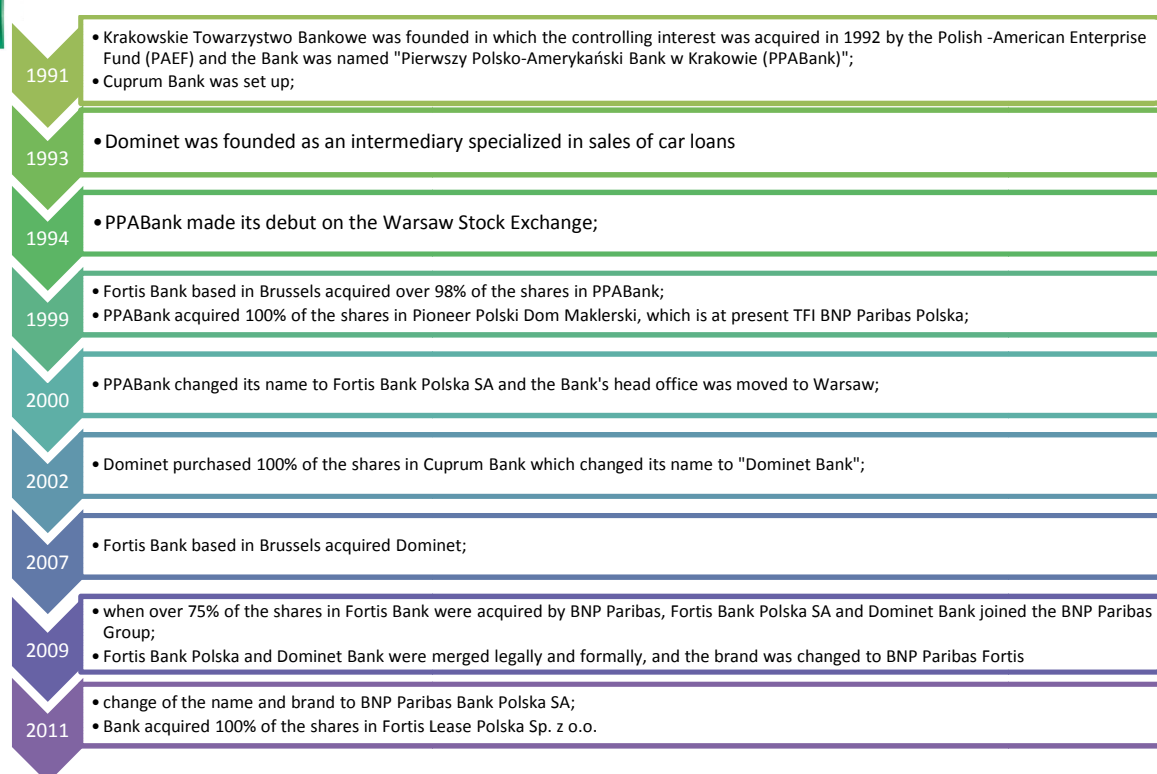 1991
• Krakowskie Towarzystwo Bankowe was founded in which the controlling interest was acquired in 1992 by the Polish -American Enterprise
Fund (PAEF) and the Bank was named "Pierwszy Polsko-Amerykański Bank w Krakowie (PPABank)";
• Cuprum Bank was set up;
1993
• Dominet was founded as an intermediary specialized in sales of car loans
1994
• PPABank made its debut on the Warsaw Stock Exchange;
1999
• Fortis Bank based in Brussels acquired over 98% of the shares in PPABank;
• PPABank acquired 100% of the shares in Pioneer Polski Dom Maklerski, which is at present TFI BNP Paribas Polska;
2000
• PPABank changed its name to Fortis Bank Polska SA and the Bank's head office was moved to Warsaw;
2002
• Dominet purchased 100% of the shares in Cuprum Bank which changed its name to "Dominet Bank";
2007
• Fortis Bank based in Brussels acquired Dominet;
2009
• when over 75% of the shares in Fortis Bank were acquired by BNP Paribas, Fortis Bank Polska SA and Dominet Bank joined the BNP Paribas
Group;
• Fortis Bank Polska and Dominet Bank were merged legally and formally, and the brand was changed to BNP Paribas Fortis
2011
• change of the name and brand to BNP Paribas Bank Polska SA;
• Bank acquired 100% of the shares in Fortis Lease Polska Sp. z o.o.